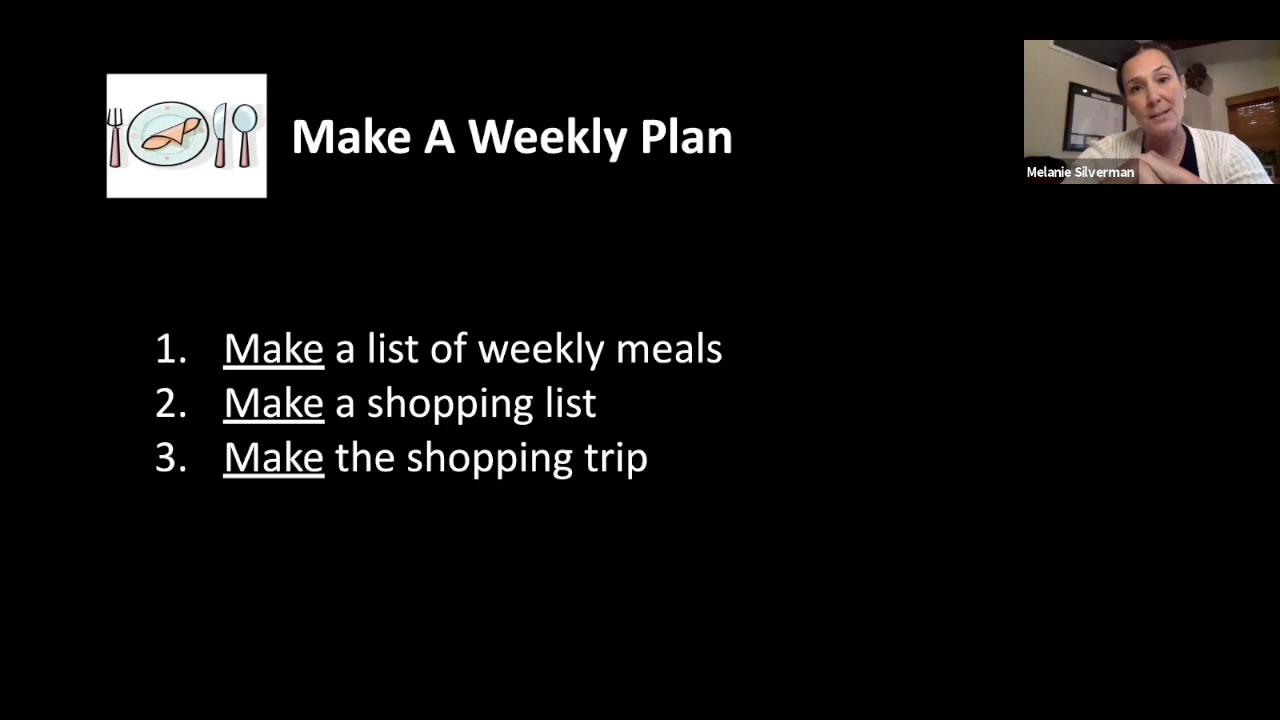 Make A Weekly Plan
Melanie Silverman
1. Make a list of weekly meals
2. Make a shopping list
3. Make the shopping trip